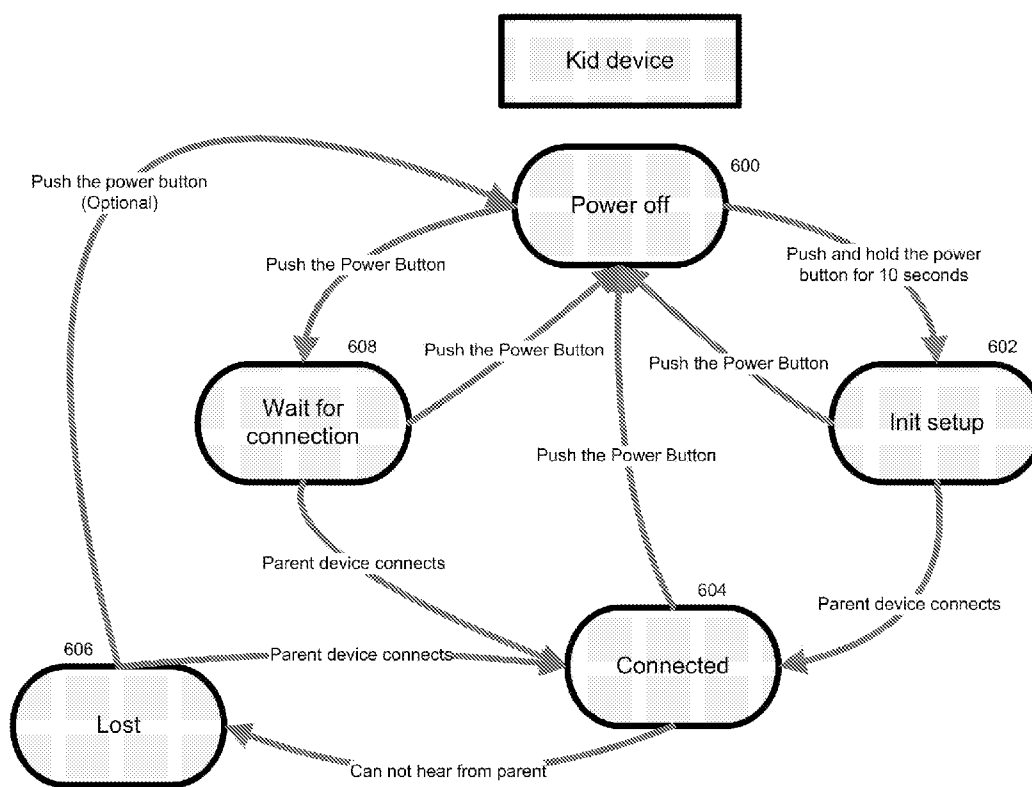 Kid device
600
Power off
Push the power button
(Optional)
Push and hold the power
button for 10 seconds
Push the Power Button
608
602
Push the Power Button
Push the Power Button
Wait for
connection
Init setup
Push the Power Button
Parent device connects
604
Parent device connects
606
Parent device connects
Connected
Lost
Can not hear from parent